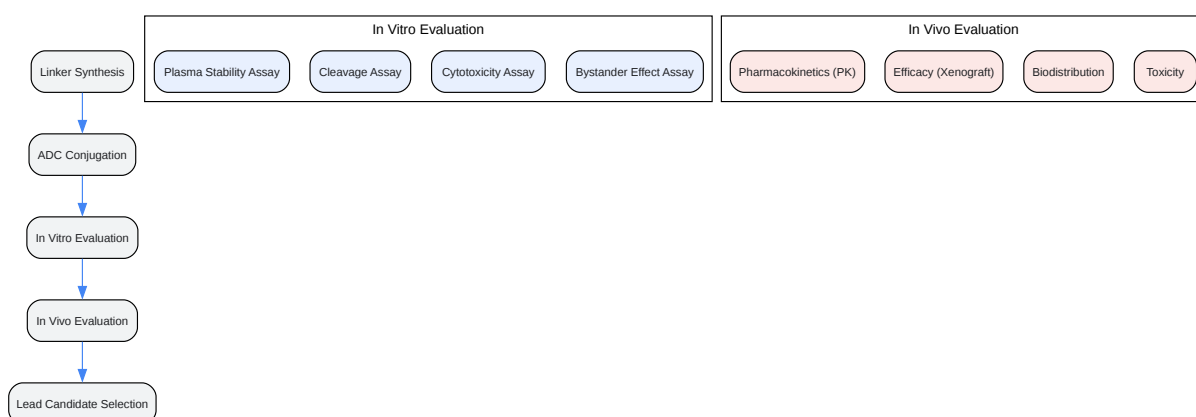 In Vitro Evaluation
In Vivo Evaluation
Linker Synthesis
Plasma Stability Assay
Cleavage Assay
Cytotoxicity Assay
Bystander Effect Assay
Pharmacokinetics (PK)
Efficacy (Xenograft)
Biodistribution
Toxicity
ADC Conjugation
In Vitro Evaluation
In Vivo Evaluation
Lead Candidate Selection